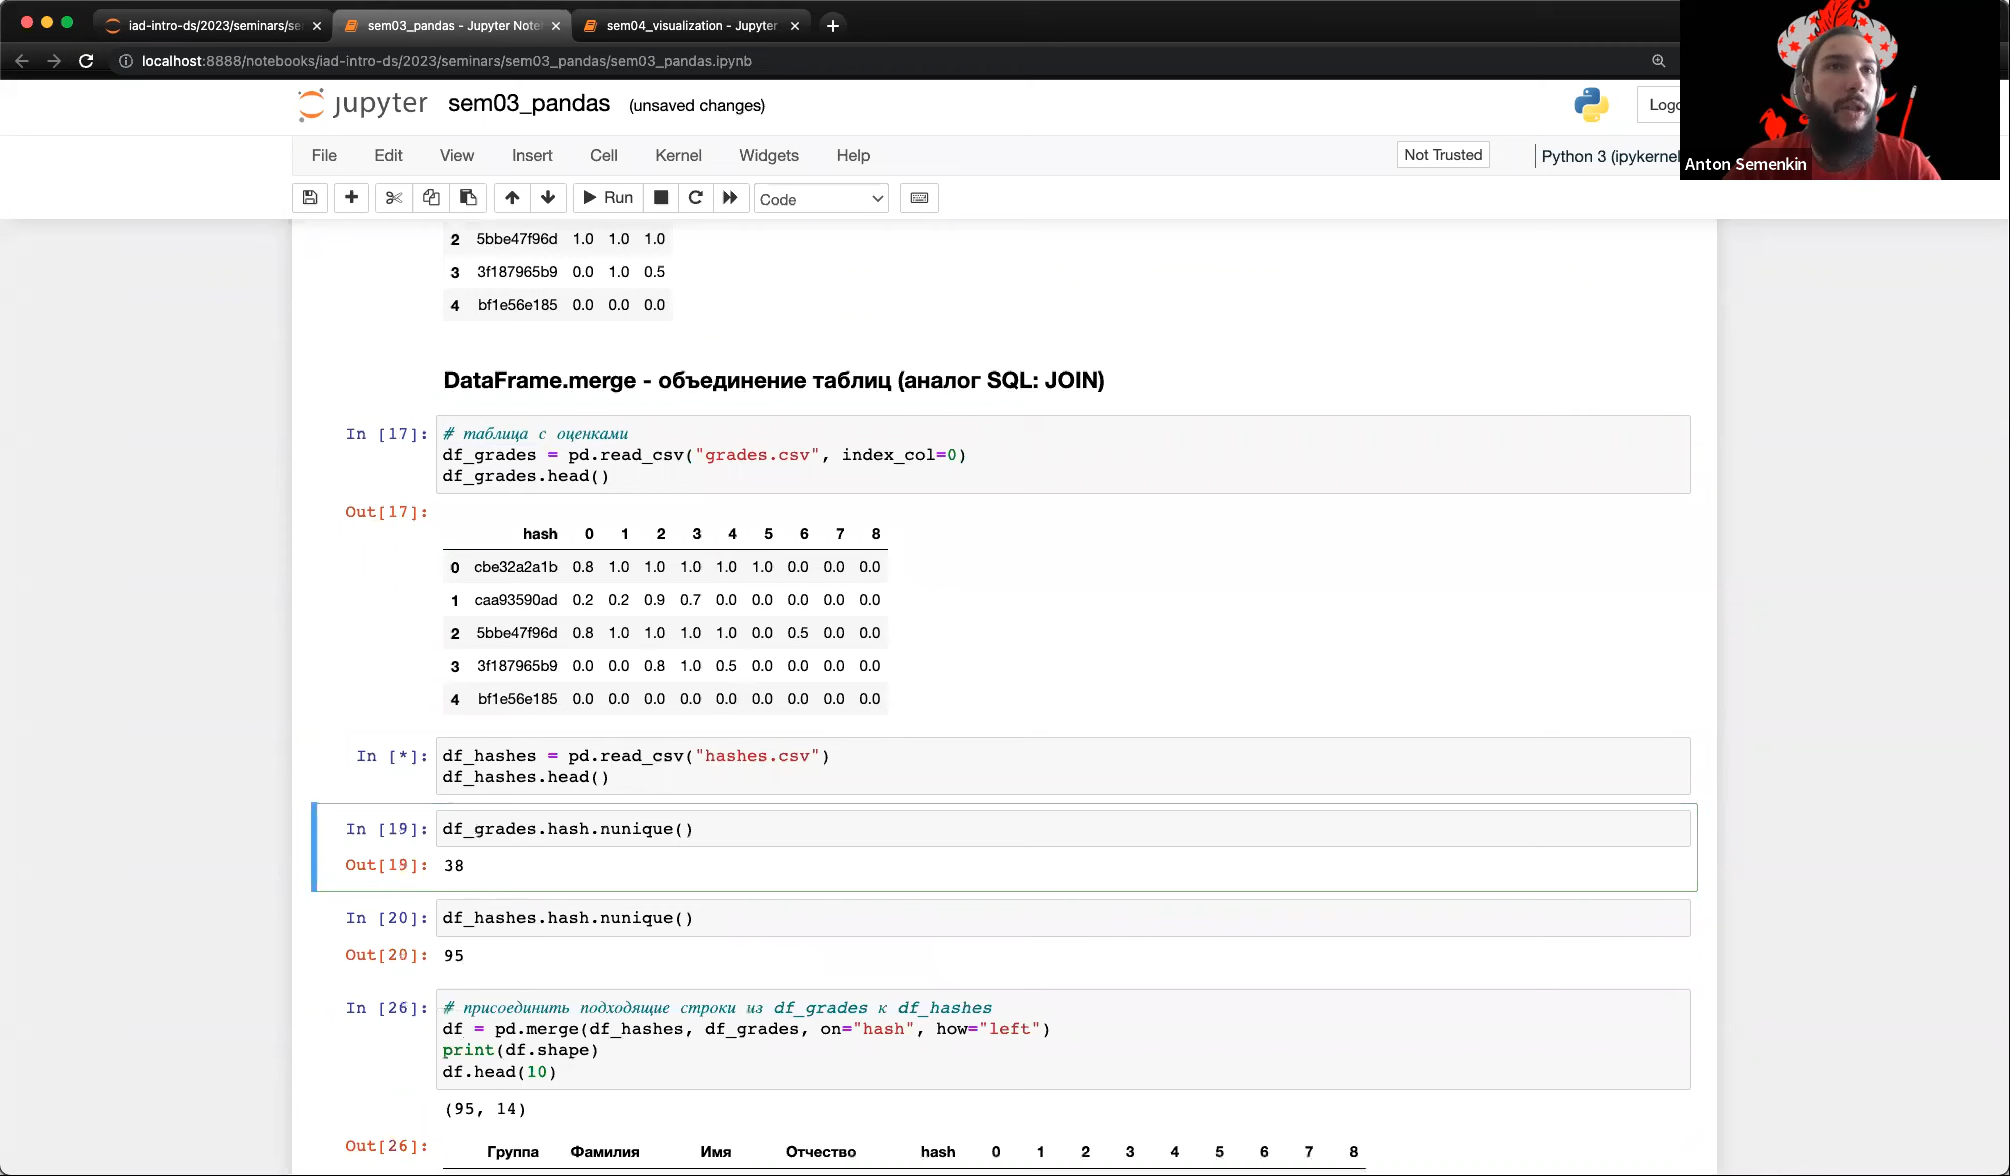 iad-intro-ds/2023/seminars/se
sem03_pandas - Jupyter Note
sem04_visualization - Jupyter
localhost:8888/notebooks/iad-intro-ds/2023/seminars/sem03_pandas/sem03_pandas.ipynb
jupyter sem03_pandas (unsaved changes)
Logo
File Edit View Insert Cell Kernel Widgets Help
Not Trusted
Python 3 (ipykernel
Anton Semenkin
Run
Code
2 5bbe47f96d 1.0 1.0 1.0
3 3f187965b9 0.0 1.0 0.5
4 bf1e56e185 0.0 0.0 0.0
DataFrame.merge - объединение таблиц (аналог SQL: JOIN)
In [17]: # таблица с оценками
df_grades = pd.read_csv("grades.csv", index_col=0)
df_grades.head()
Out[17]:
hash 0 1 2 3 4 5 6 7 8
0 cbe32a2a1b 0.8 1.0 1.0 1.0 1.0 1.0 0.0 0.0 0.0
1 caa93590ad 0.2 0.2 0.9 0.7 0.0 0.0 0.0 0.0 0.0
2 5bbe47f96d 0.8 1.0 1.0 1.0 1.0 0.0 0.5 0.0 0.0
3 3f187965b9 0.0 0.0 0.8 1.0 0.5 0.0 0.0 0.0 0.0
4 bf1e56e185 0.0 0.0 0.0 0.0 0.0 0.0 0.0 0.0 0.0
In [*]: df_hashes = pd.read_csv("hashes.csv")
df_hashes.head()
In [19]: df_grades.hash.nunique()
Out[19]: 38
In [20]: df_hashes.hash.nunique()
Out[20]: 95
In [26]: # присоединить подходящие строки из df_grades к df_hashes
df = pd.merge(df_hashes, df_grades, on="hash", how="left")
print(df.shape)
df.head(10)
(95, 14)
Out[26]:
Группа Фамилия Имя Отчество hash 0 1 2 3 4 5 6 7 8